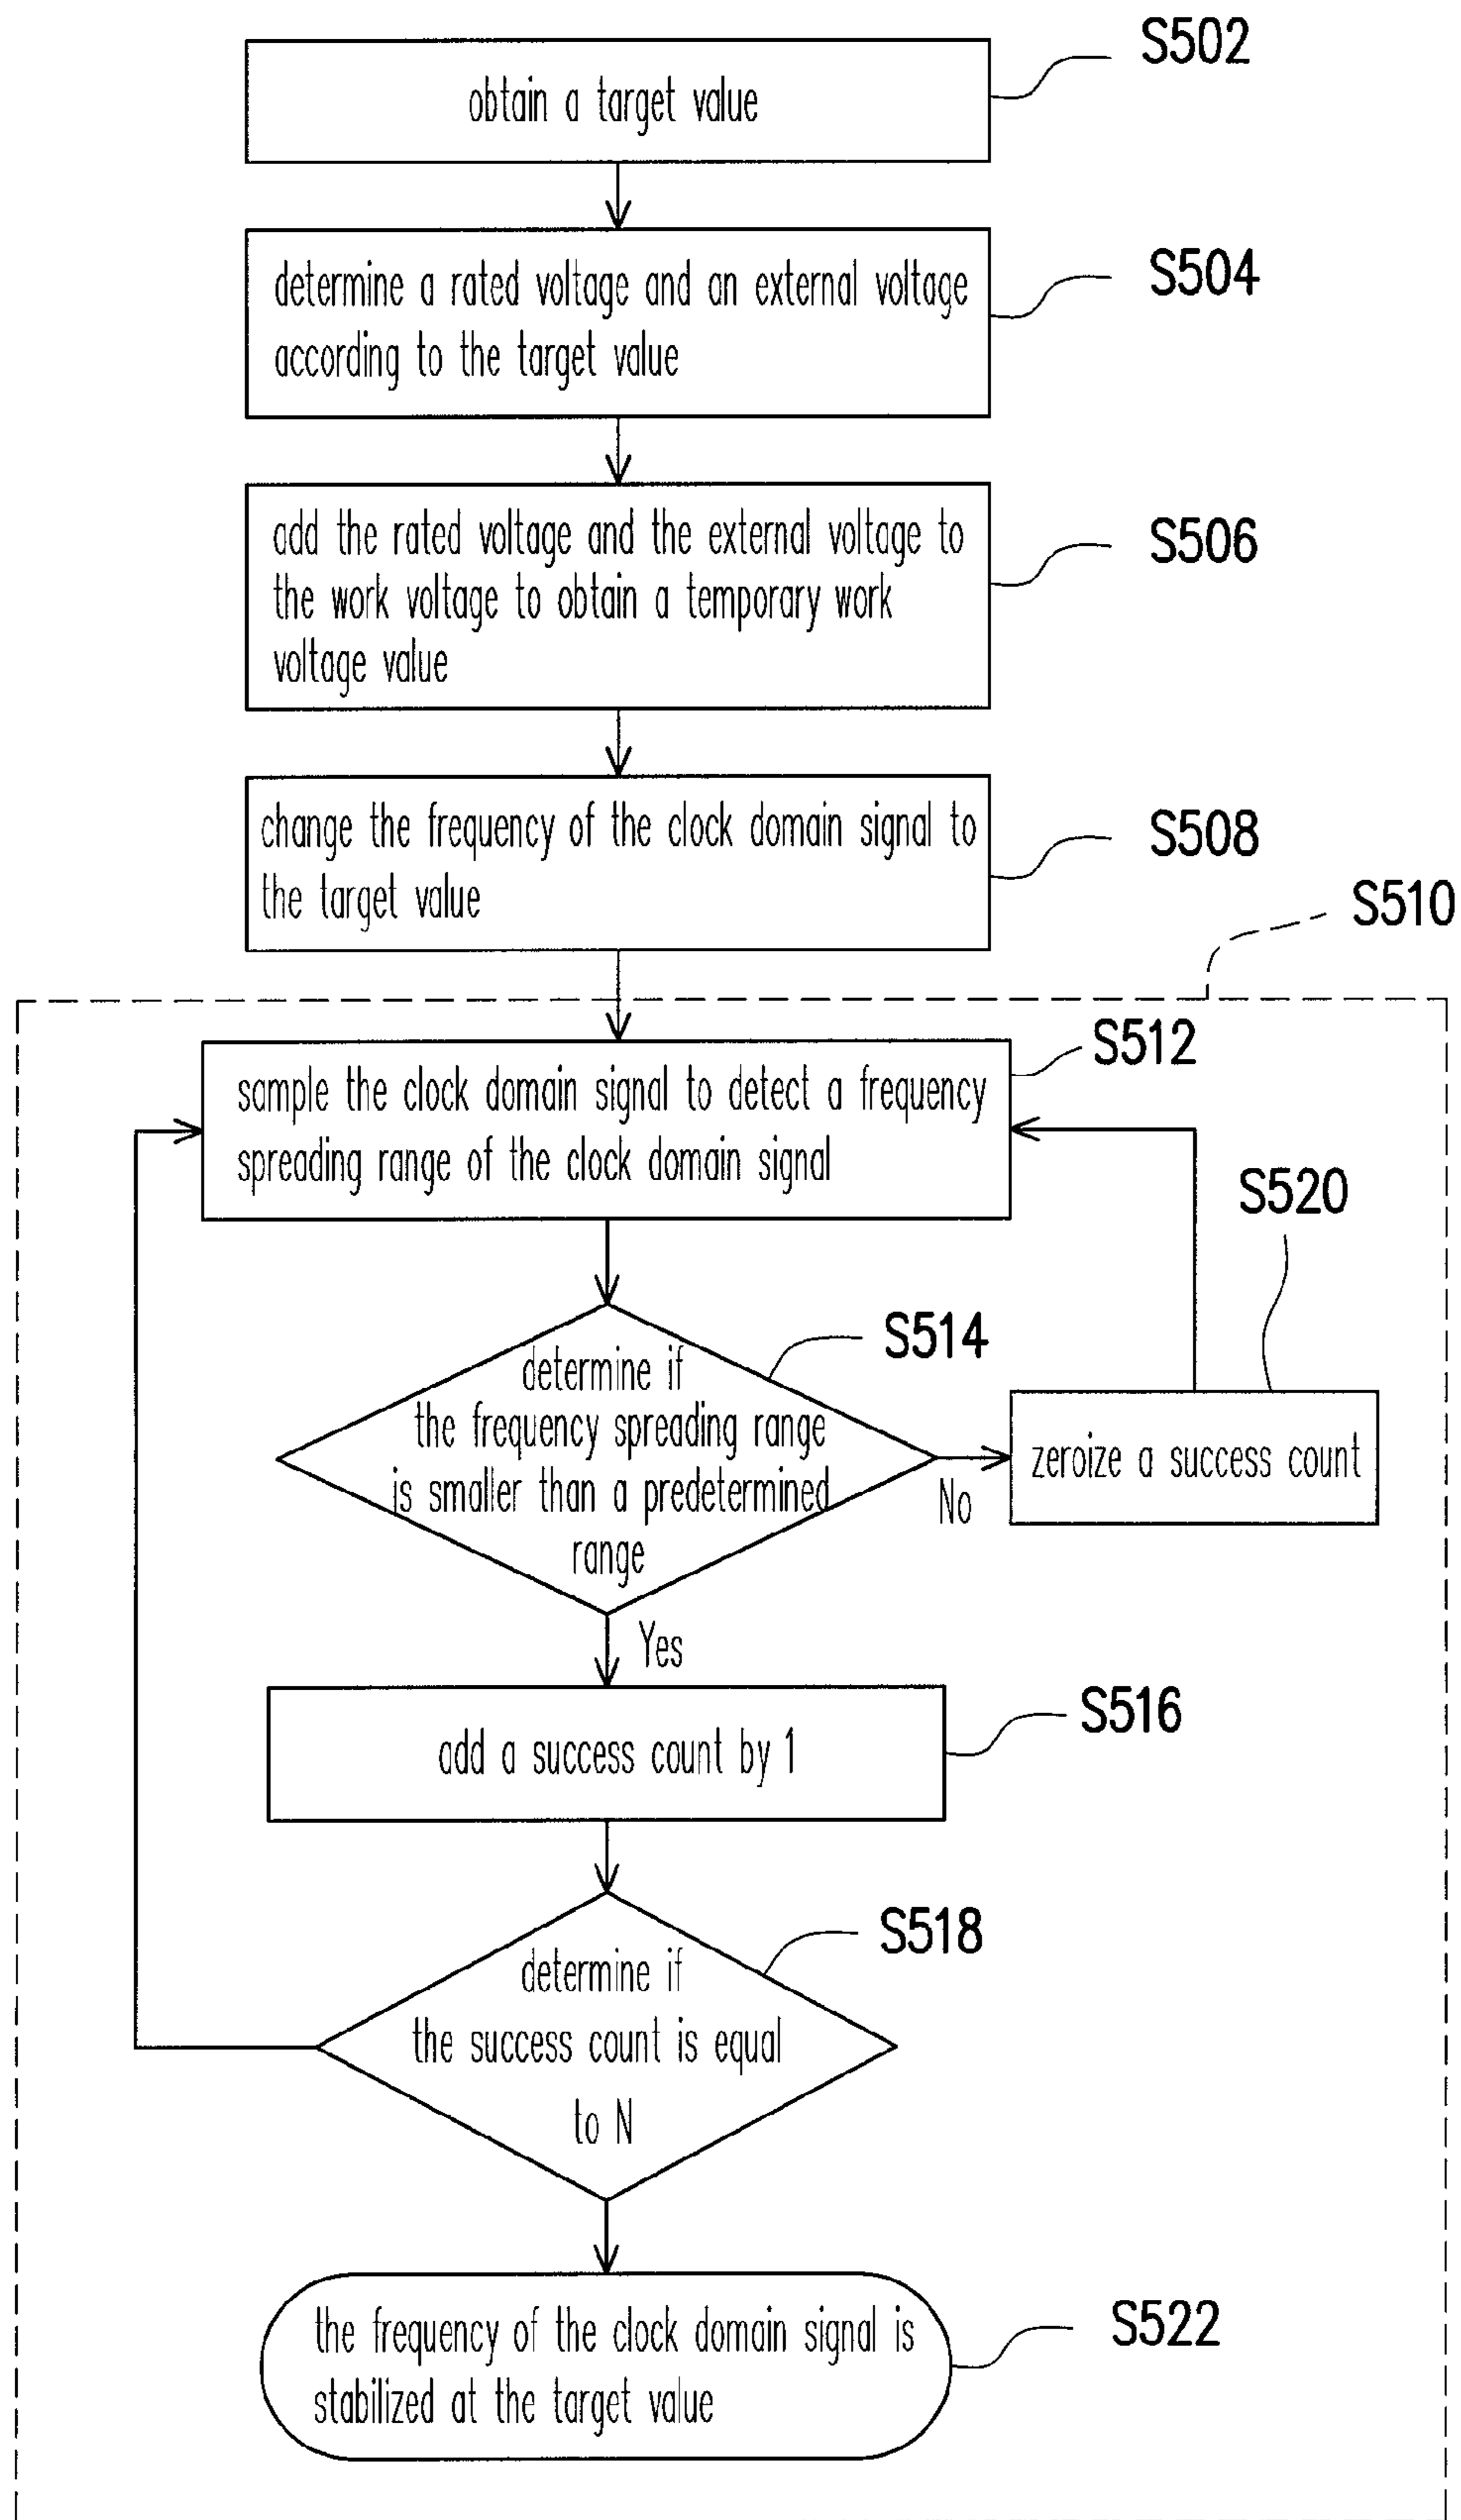 S502
obtain a target value
S504
determine a rated voltage and an external voltage
according to the target value
S506
add the rated voltage and the external voltage to
the work voltage to obtain a temporary work
voltage value
S508
change the frequency of the clock domain signal to
the target value
S510
S512
sample the clock domain signal to detect a frequency
spreading range of the clock domain signal
S520
S514
determine if
the frequency spreading range
is smaller than a predetermined
range
No
zeroize a success count
Yes
S516
add a success count by 1
S518
determine if
the success count is equal
to N
S522
the frequency of the clock domain signal is
stabilized at the target value